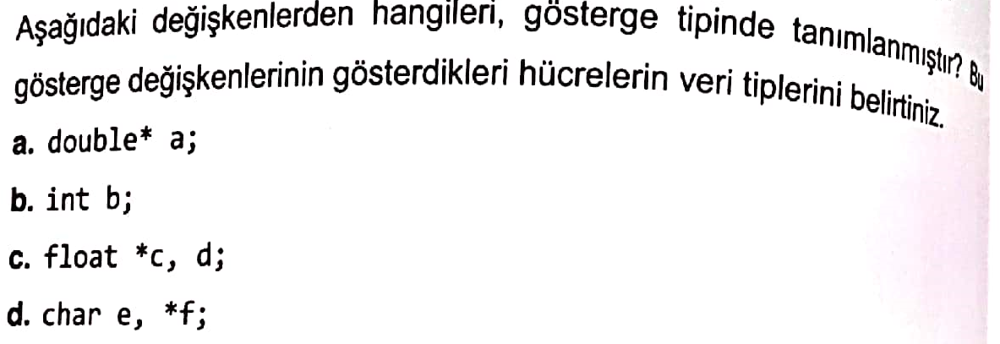 Aşağıdaki değişkenlerden hangileri, gösterge tipinde tanımlanmıştır? Bu
gösterge değişkenlerinin gösterdikleri hücrelerin veri tiplerini belirtiniz.
a. double* a;
b. int b;
c. float *c, d;
d. char e, *f;